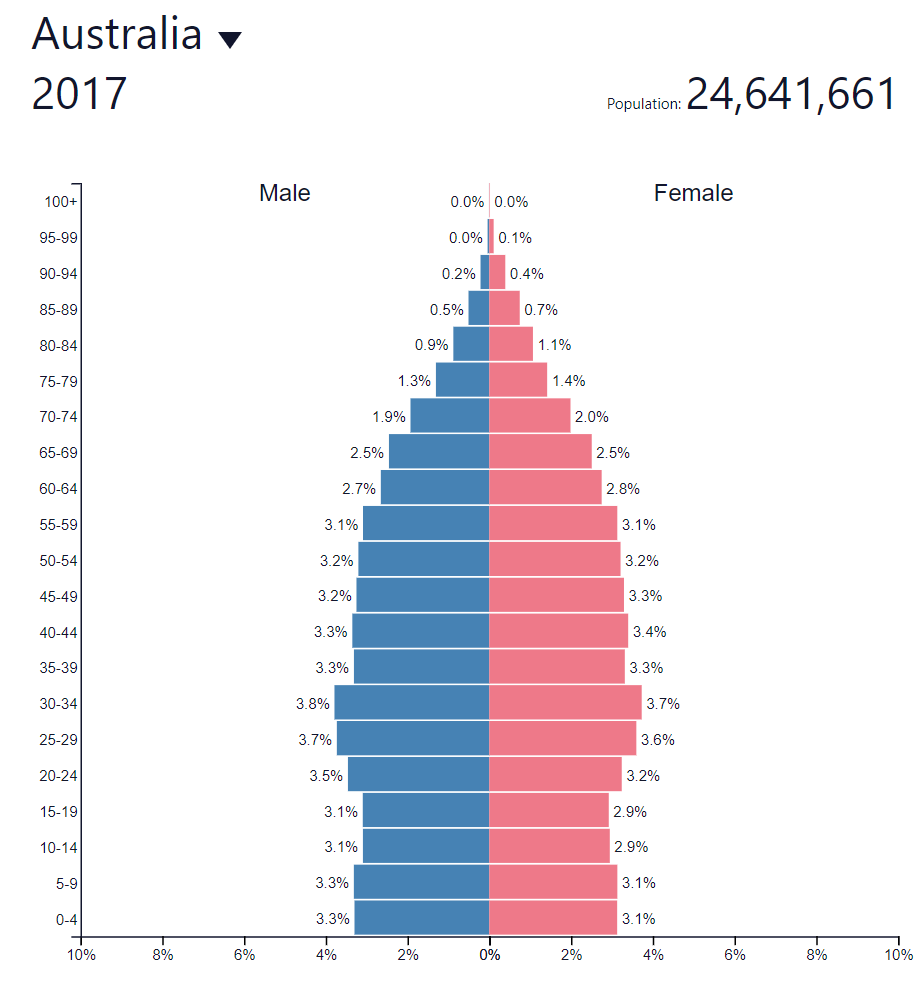 Australia
2017
Population: 24,641,661
Male Female
100+ 0.0% 0.0%
95-99 0.0% 0.1%
90-94 0.2% 0.4%
85-89 0.5% 0.7%
80-84 0.9% 1.1%
75-79 1.3% 1.4%
70-74 1.9% 2.0%
65-69 2.5% 2.5%
60-64 2.7% 2.8%
55-59 3.1% 3.1%
50-54 3.2% 3.2%
45-49 3.2% 3.3%
40-44 3.3% 3.4%
35-39 3.3% 3.3%
30-34 3.8% 3.7%
25-29 3.7% 3.6%
20-24 3.5% 3.2%
15-19 3.1% 2.9%
10-14 3.1% 2.9%
5-9 3.3% 3.1%
0-4 3.3% 3.1%
10% 8% 6% 4% 2% 0% 2% 4% 6% 8% 10%